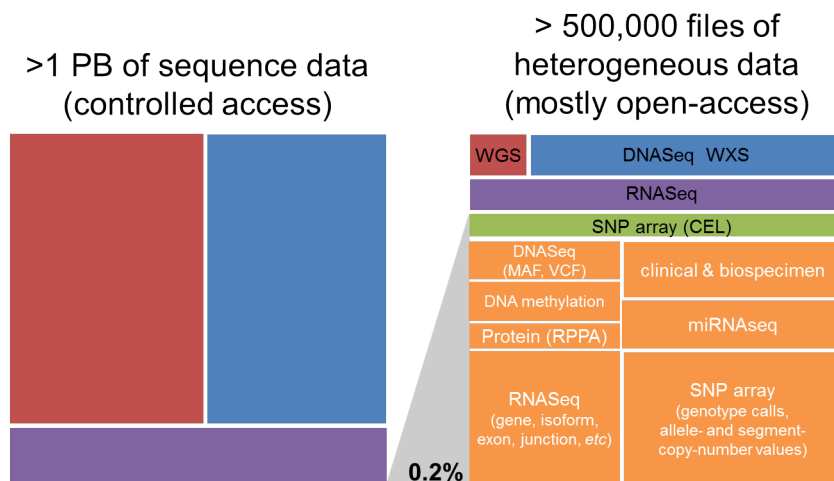 >1 PB of sequence data
(controlled access)
> 500,000 files of
heterogeneous data
(mostly open-access)
WGS
DNASeq WXS
RNASeq
SNP array (CEL)
DNASeq
(MAF, VCF)
clinical & biospecimen
DNA methylation
miRNAseq
Protein (RPPA)
RNASeq
(gene, isoform,
exon, junction, etc)
SNP array
(genotype calls,
allele- and segment-
copy-number values)
0.2%